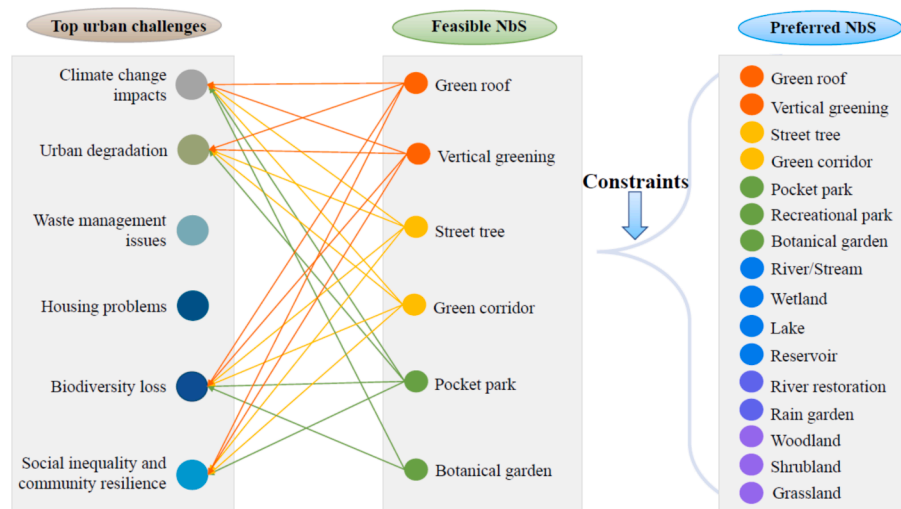 Top urban challenges
Climate change
impacts
Urban degradation
Waste management
issues
Housing problems
Biodiversity loss
Social inequality and
community resilience
Feasible NbS
Green roof
Vertical greening
Street tree
Green corridor
Pocket park
Botanical garden
Constraints
Preferred NbS
Green roof
Vertical greening
Street tree
Green corridor
Pocket park
Recreational park
Botanical garden
River/Stream
Wetland
Lake
Reservoir
River restoration
Rain garden
Woodland
Shrubland
Grassland